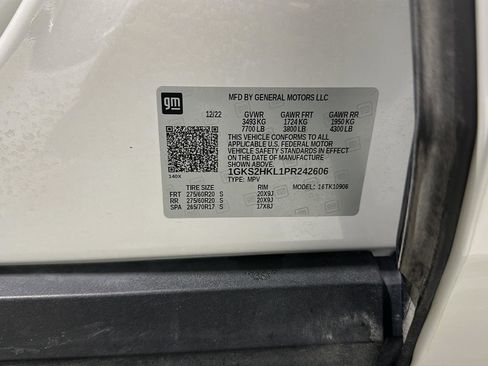 gm
MFD BY GENERAL MOTORS LLC
12/22 GVWR GAWR FRT GAWR RR
3493 KG 1724 KG 1950 KG
7700 LB 3800 LB 4300 LB
THIS VEHICLE CONFORMS TO ALL
APPLICABLE U.S. FEDERAL MOTOR
VEHICLE SAFETY STANDARDS IN EFFECT
ON THE DATE OF MANUFACTURE
SHOWN ABOVE.
1GKS2HKL1PR242606
140X TYPE: MPV
TIRE SIZE RIM MODEL: 16TK10906
FRT 275/60R20 S 20X9J
RR 275/60R20 S 20X9J
SPA 265/70R17 S 17X8J